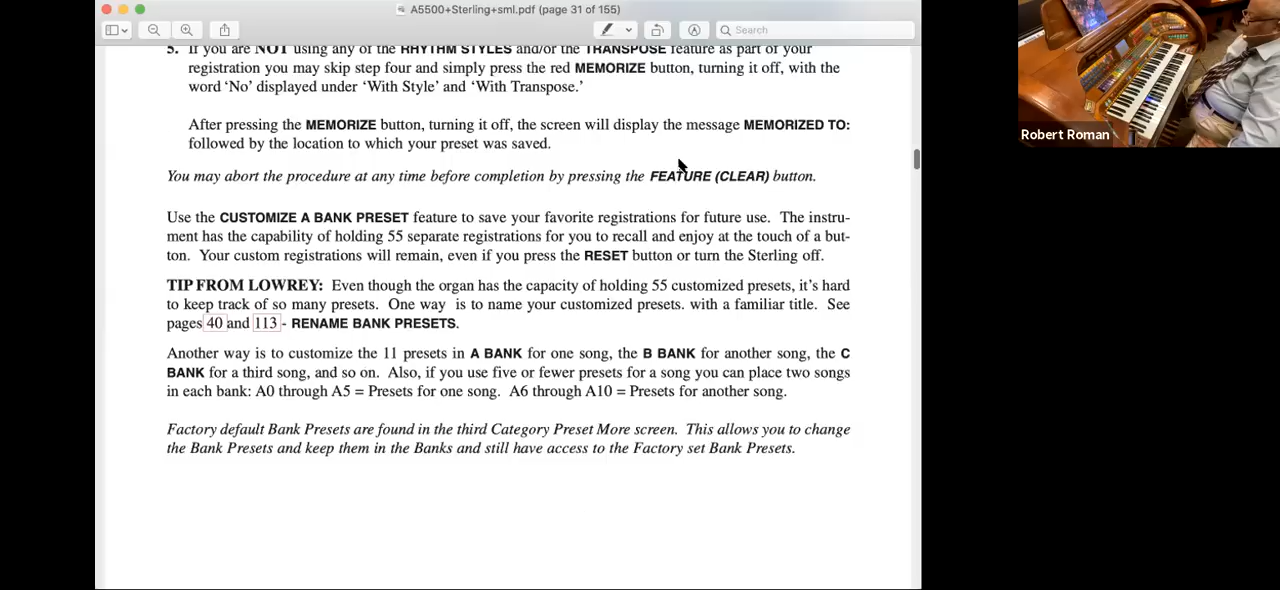 A5500+Sterling+sml.pdf (page 31 of 155)
Search
5. If you are NOT using any of the RHYTHM STYLES and/or the TRANSPOSE feature as part of your
registration you may skip step four and simply press the red MEMORIZE button, turning it off, with the
word ‘No’ displayed under ‘With Style’ and ‘With Transpose.’
After pressing the MEMORIZE button, turning it off, the screen will display the message MEMORIZED TO:
followed by the location to which your preset was saved.
You may abort the procedure at any time before completion by pressing the FEATURE (CLEAR) button.
Use the CUSTOMIZE A BANK PRESET feature to save your favorite registrations for future use. The instru-
ment has the capability of holding 55 separate registrations for you to recall and enjoy at the touch of a but-
ton. Your custom registrations will remain, even if you press the RESET button or turn the Sterling off.
TIP FROM LOWREY: Even though the organ has the capacity of holding 55 customized presets, it’s hard
to keep track of so many presets. One way is to name your customized presets. with a familiar title. See
pages 40 and 113 - RENAME BANK PRESETS.
Another way is to customize the 11 presets in A BANK for one song, the B BANK for another song, the C
BANK for a third song, and so on. Also, if you use five or fewer presets for a song you can place two songs
in each bank: A0 through A5 = Presets for one song. A6 through A10 = Presets for another song.
Factory default Bank Presets are found in the third Category Preset More screen. This allows you to change
the Bank Presets and keep them in the Banks and still have access to the Factory set Bank Presets.
Robert Roman